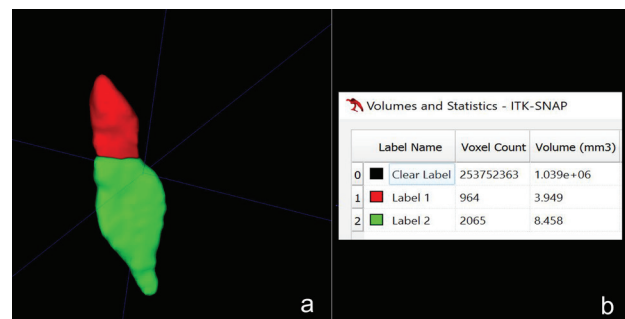 a
Volumes and Statistics - ITK-SNAP
Label Name Voxel Count Volume (mm3)
0 Clear Label 253752363 1.039e+06
1 Label 1 964 3.949
2 Label 2 2065 8.458
b